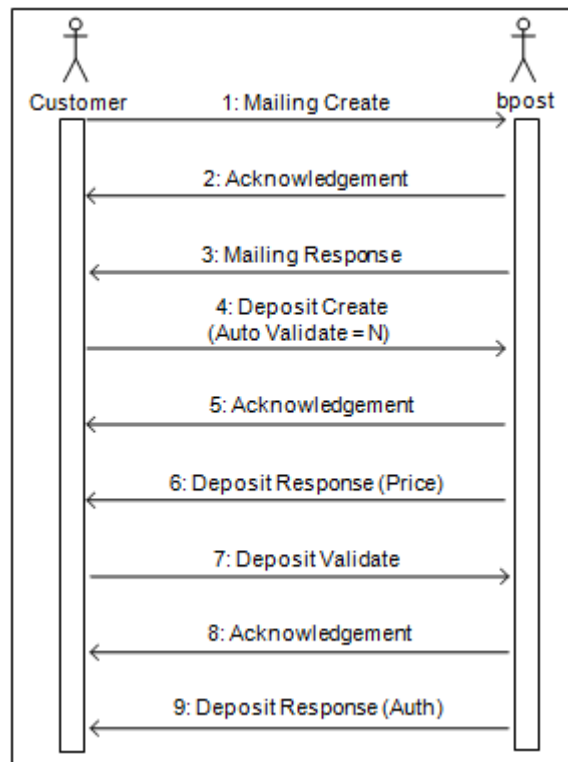 Customer
bpost
1: Mailing Create
2: Acknowledgement
3: Mailing Response
4: Deposit Create
(Auto Validate = N)
5: Acknowledgement
6: Deposit Response (Price)
7: Deposit Validate
8: Acknowledgement
9: Deposit Response (Auth)